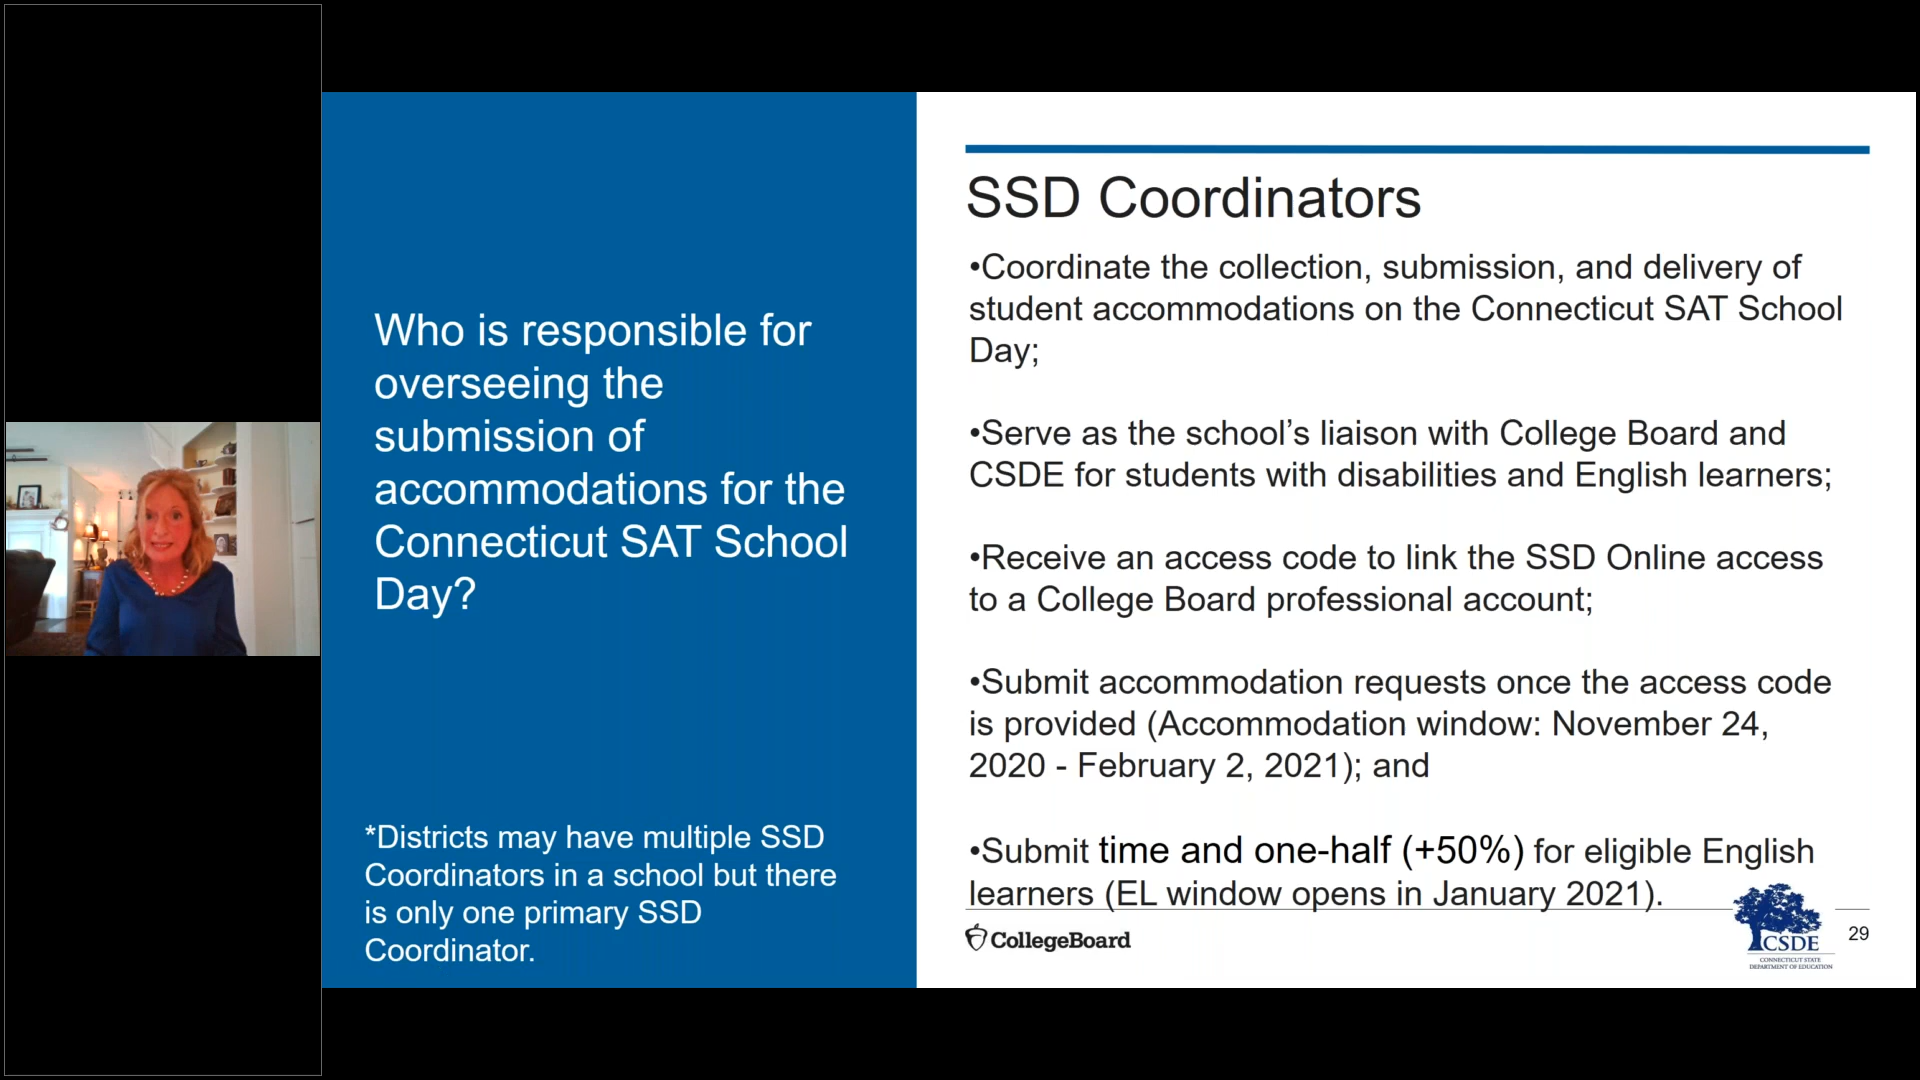 Who is responsible for
overseeing the
submission of
accommodations for the
Connecticut SAT School
Day?
*Districts may have multiple SSD
Coordinators in a school but there
is only one primary SSD
Coordinator.
SSD Coordinators
•Coordinate the collection, submission, and delivery of
student accommodations on the Connecticut SAT School
Day;
•Serve as the school’s liaison with College Board and
CSDE for students with disabilities and English learners;
•Receive an access code to link the SSD Online access
to a College Board professional account;
•Submit accommodation requests once the access code
is provided (Accommodation window: November 24,
2020 - February 2, 2021); and
•Submit time and one-half (+50%) for eligible English
learners (EL window opens in January 2021).
CollegeBoard
CSDE
CONNECTICUT STATE
DEPARTMENT OF EDUCATION
29